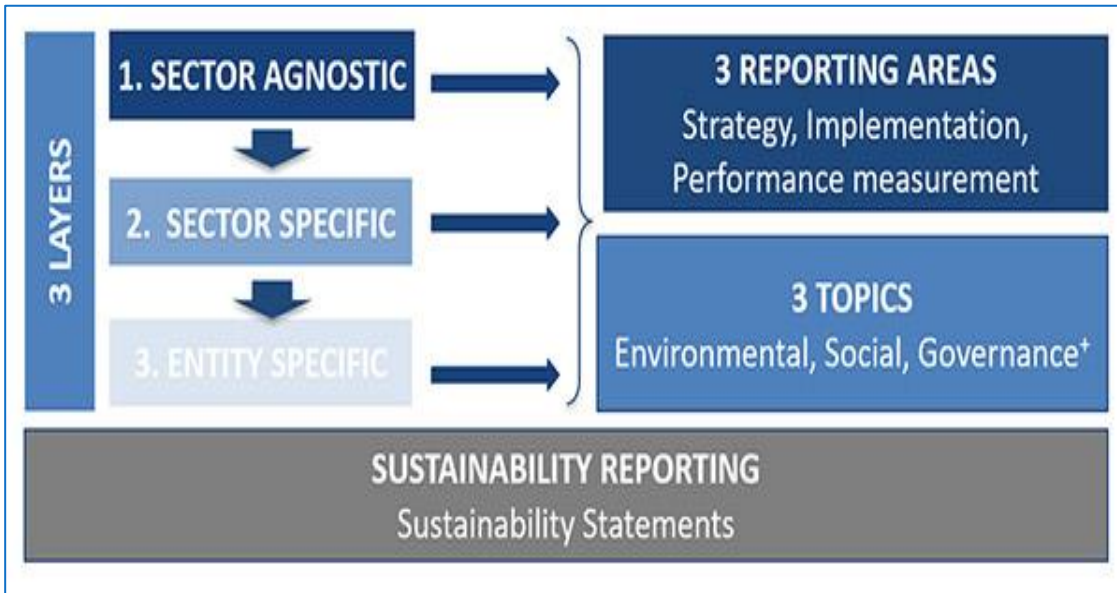 3 LAYERS
1. SECTOR AGNOSTIC
2. SECTOR SPECIFIC
3. ENTITY SPECIFIC
3 REPORTING AREAS
Strategy, Implementation,
Performance measurement
3 TOPICS
Environmental, Social, Governance⁺
SUSTAINABILITY REPORTING
Sustainability Statements